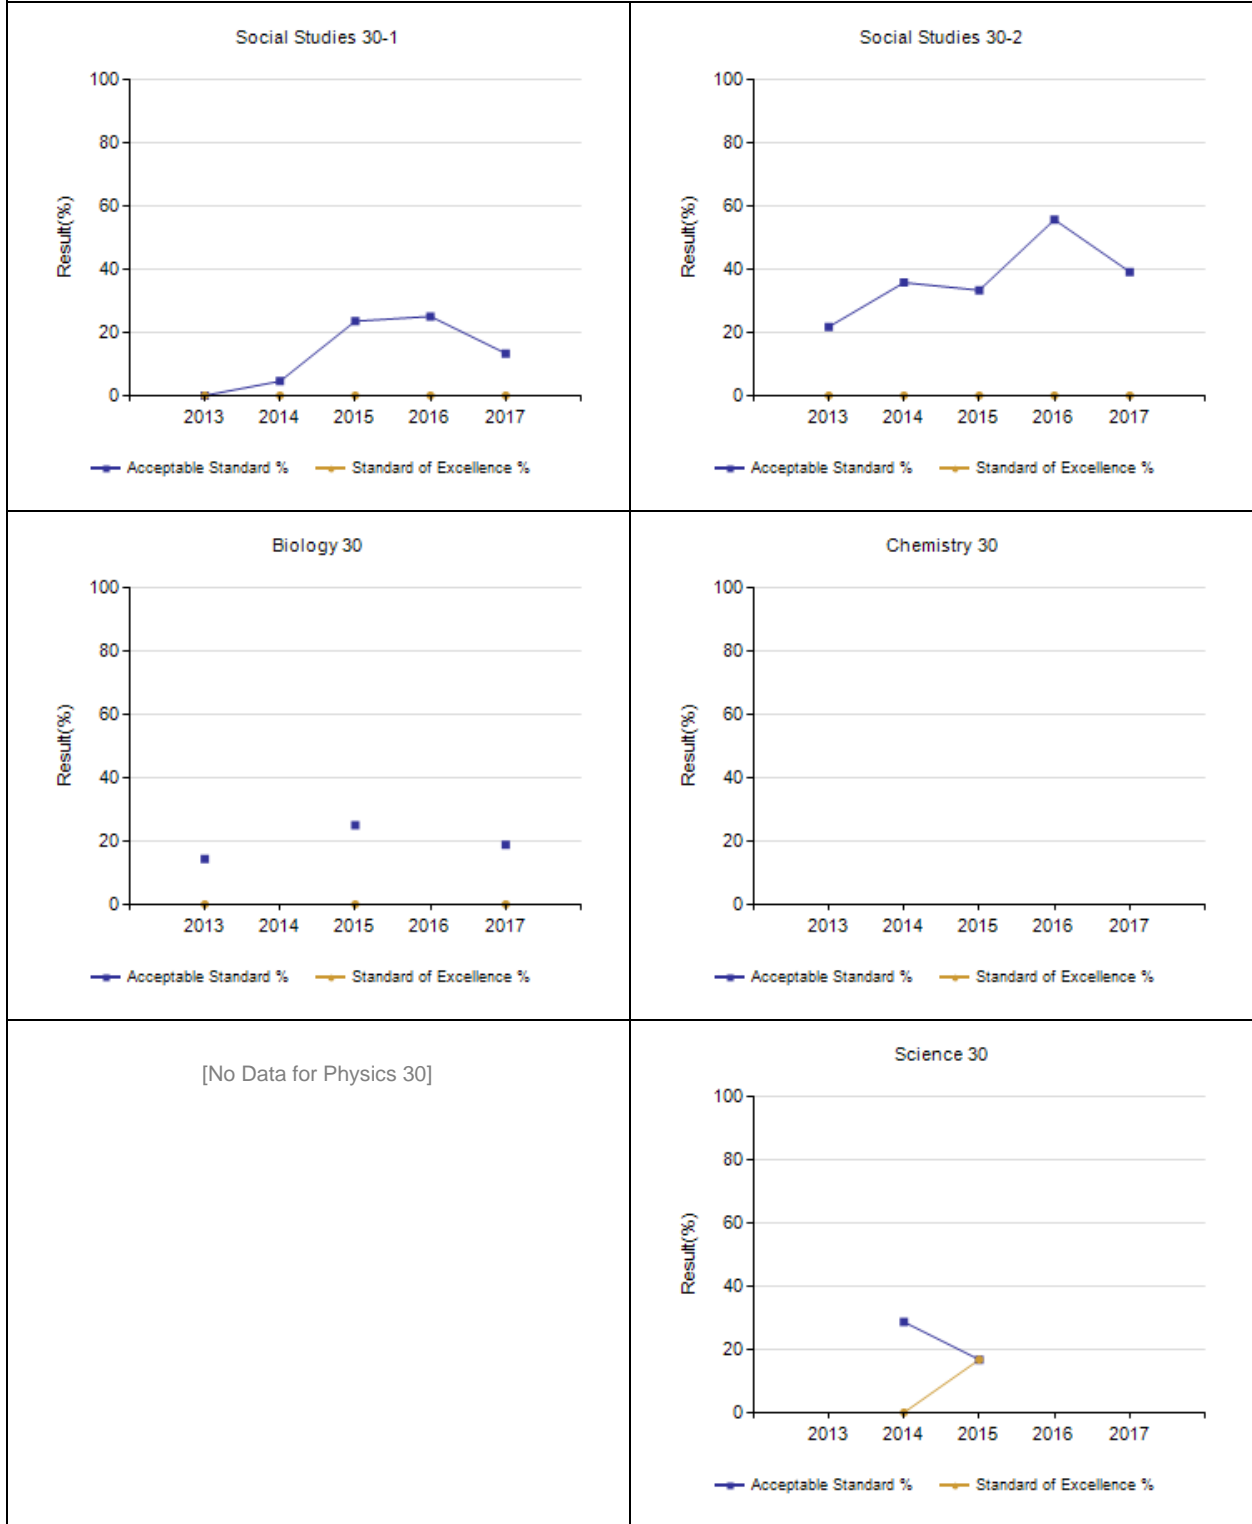 Social Studies 30-1
100
80
60
40
20
0
Result(%)
2013 2014 2015 2016 2017
Acceptable Standard % Standard of Excellence %
Social Studies 30-2
100
80
60
40
20
0
Result(%)
2013 2014 2015 2016 2017
Acceptable Standard % Standard of Excellence %
Biology 30
100
80
60
40
20
0
Result(%)
2013 2014 2015 2016 2017
Acceptable Standard % Standard of Excellence %
Chemistry 30
100
80
60
40
20
0
Result(%)
2013 2014 2015 2016 2017
Acceptable Standard % Standard of Excellence %
[No Data for Physics 30]
Science 30
100
80
60
40
20
0
Result(%)
2013 2014 2015 2016 2017
Acceptable Standard % Standard of Excellence %